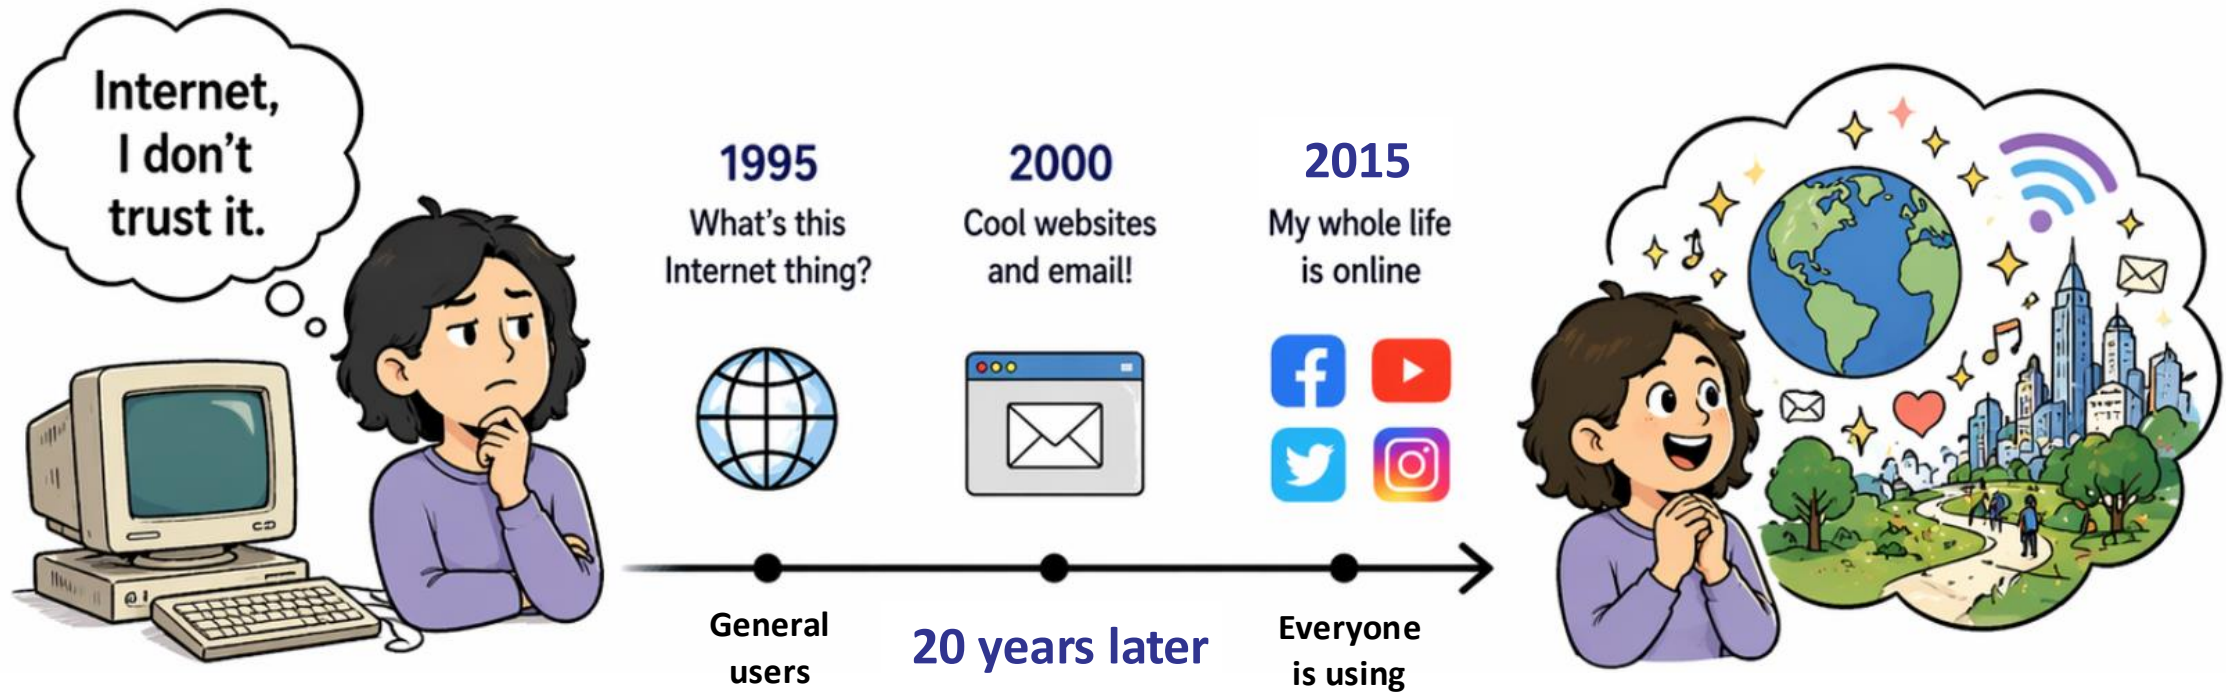 Internet,
I don't
trust it.
1995
What's this
Internet thing?
2000
Cool websites
and email!
2015
My whole life
is online
General
users
20 years later
Everyone
is using